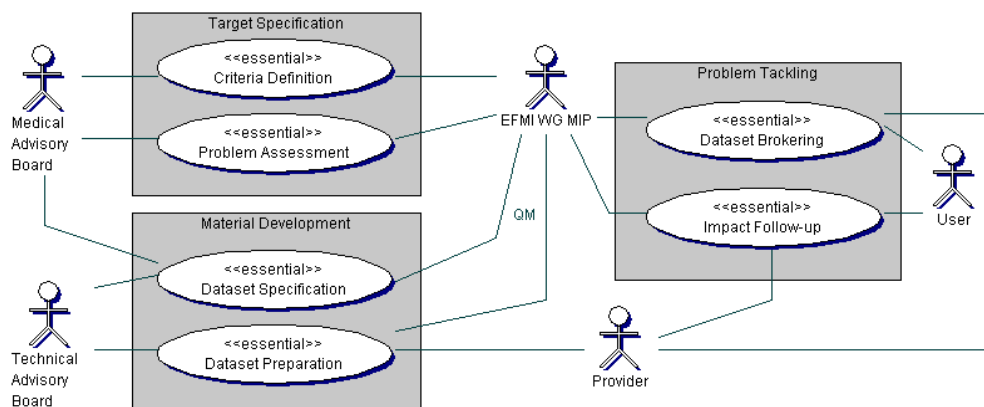 Target Specification
<<essential>>
Criteria Definition
<<essential>>
Problem Assessment
Medical
Advisory
Board
EFMI WG MIP
Problem Tackling
<<essential>>
Dataset Brokering
<<essential>>
Impact Follow-up
User
QM
Material Development
<<essential>>
Dataset Specification
<<essential>>
Dataset Preparation
Technical
Advisory
Board
Provider